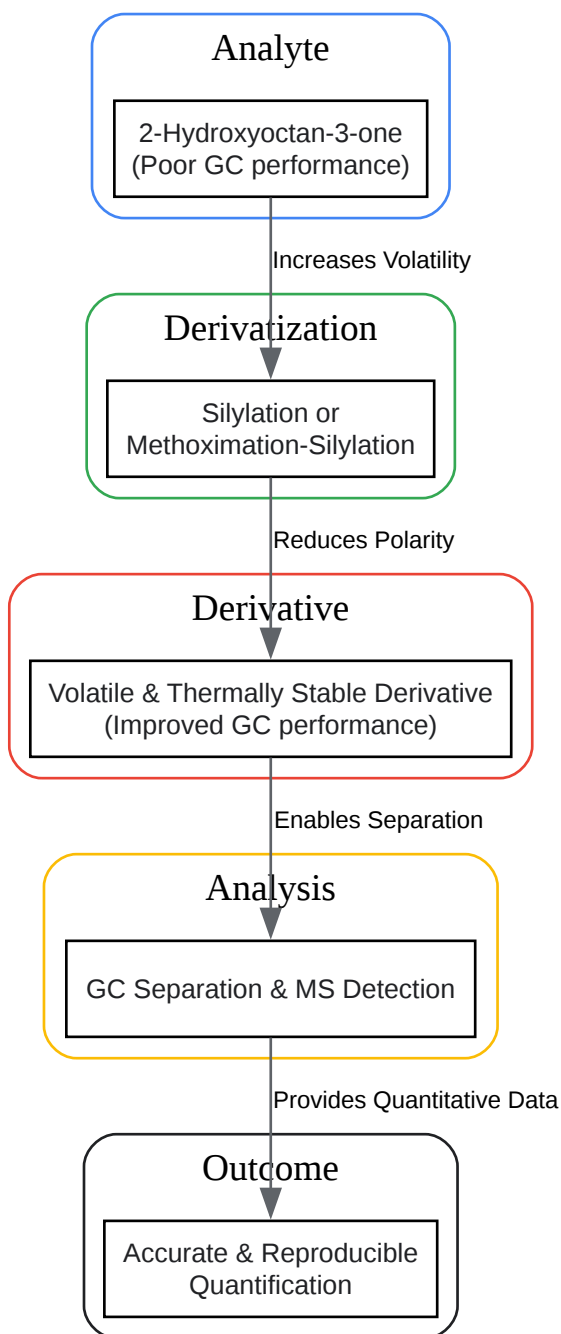 Analyte
2-Hydroxyoctan-3-one
(Poor GC performance)
Increases Volatility
Derivatization
Silylation or
Methoximation-Silylation
Reduces Polarity
Derivative
Volatile & Thermally Stable Derivative
(Improved GC performance)
Enables Separation
Analysis
GC Separation & MS Detection
Provides Quantitative Data
Outcome
Accurate & Reproducible
Quantification